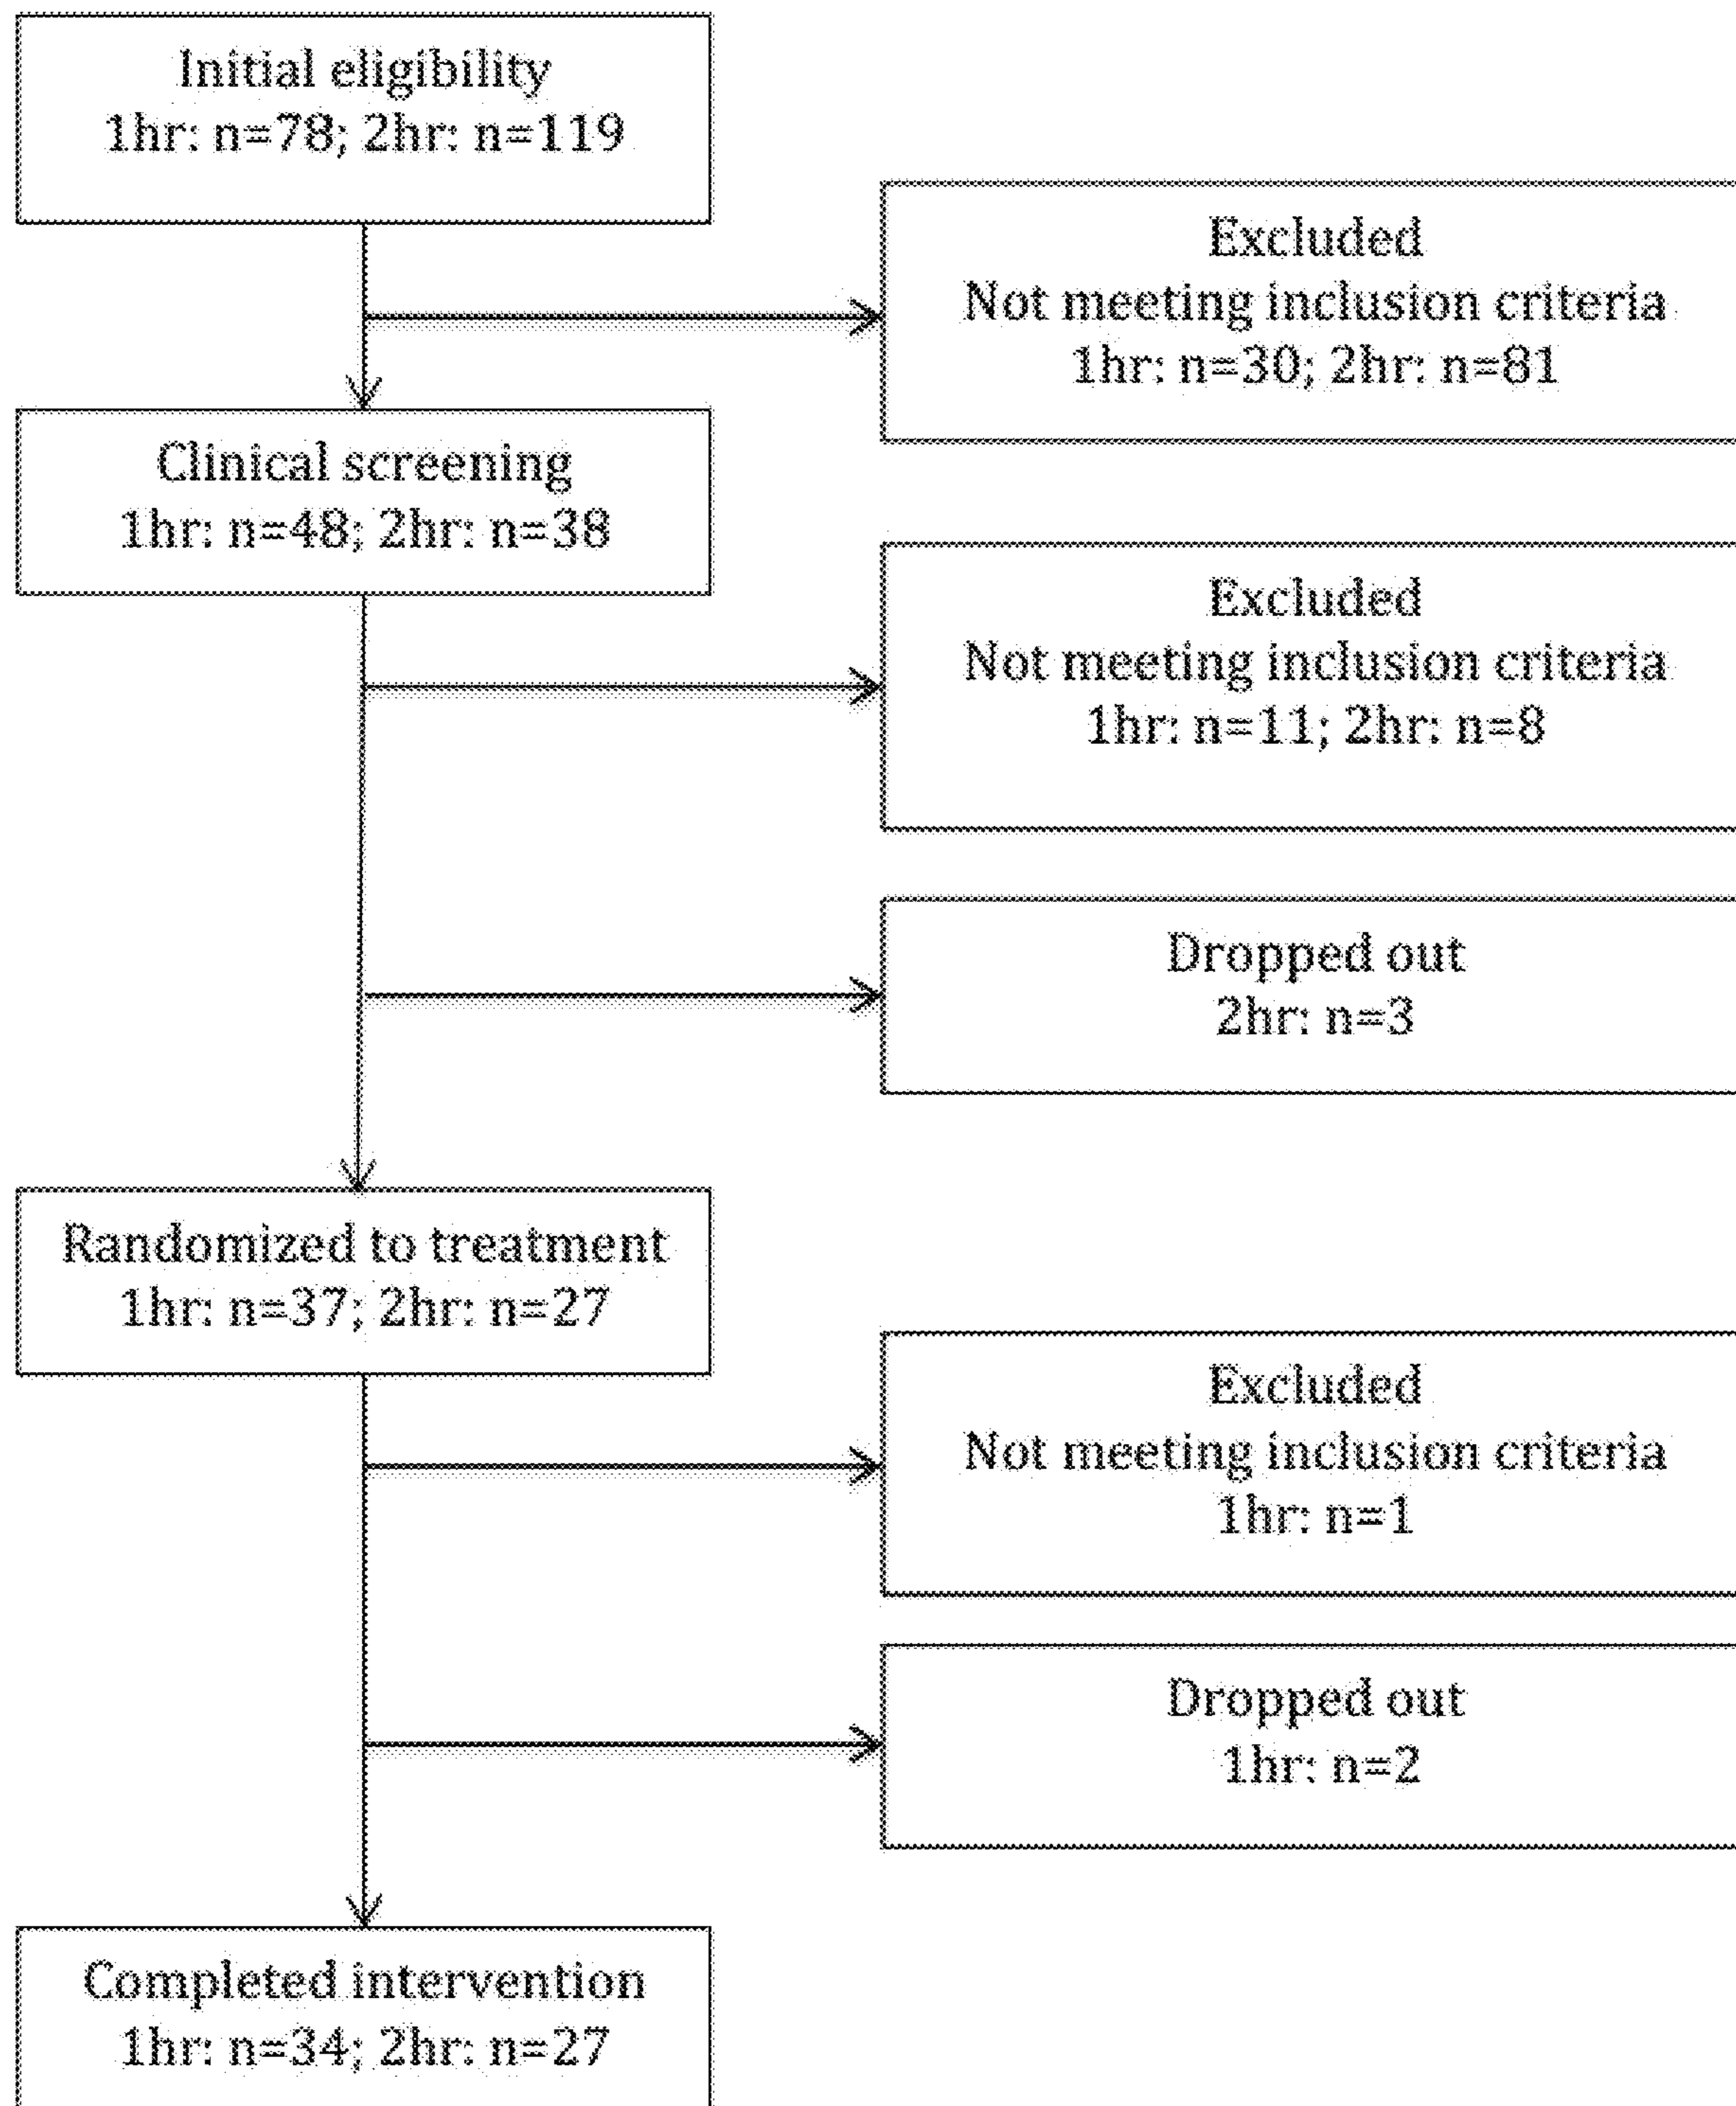 Initial eligibility
1hr: n=78; 2hr: n=119
Excluded
Not meeting inclusion criteria
1hr: n=30; 2hr: n=81
Clinical screening
1hr: n=48; 2hr: n=38
Excluded
Not meeting inclusion criteria
1hr: n=11; 2hr: n=8
Dropped out
2hr: n=3
Randomized to treatment
1hr: n=37; 2hr: n=27
Excluded
Not meeting inclusion criteria
1hr: n=1
Dropped out
1hr: n=2
Completed intervention
1hr: n=34; 2hr: n=27